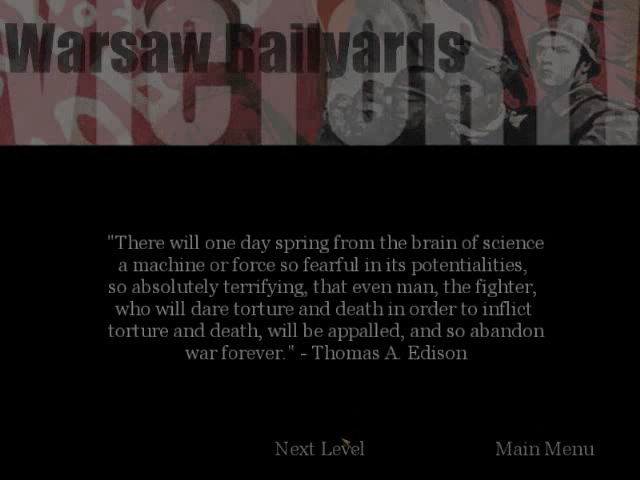 VICTORY!
Warsaw Railyards
"There will one day spring from the brain of science
a machine or force so fearful in its potentialities,
so absolutely terrifying, that even man, the fighter,
who will dare torture and death in order to inflict
torture and death, will be appalled, and so abandon
war forever." - Thomas A. Edison
Next Level
Main Menu